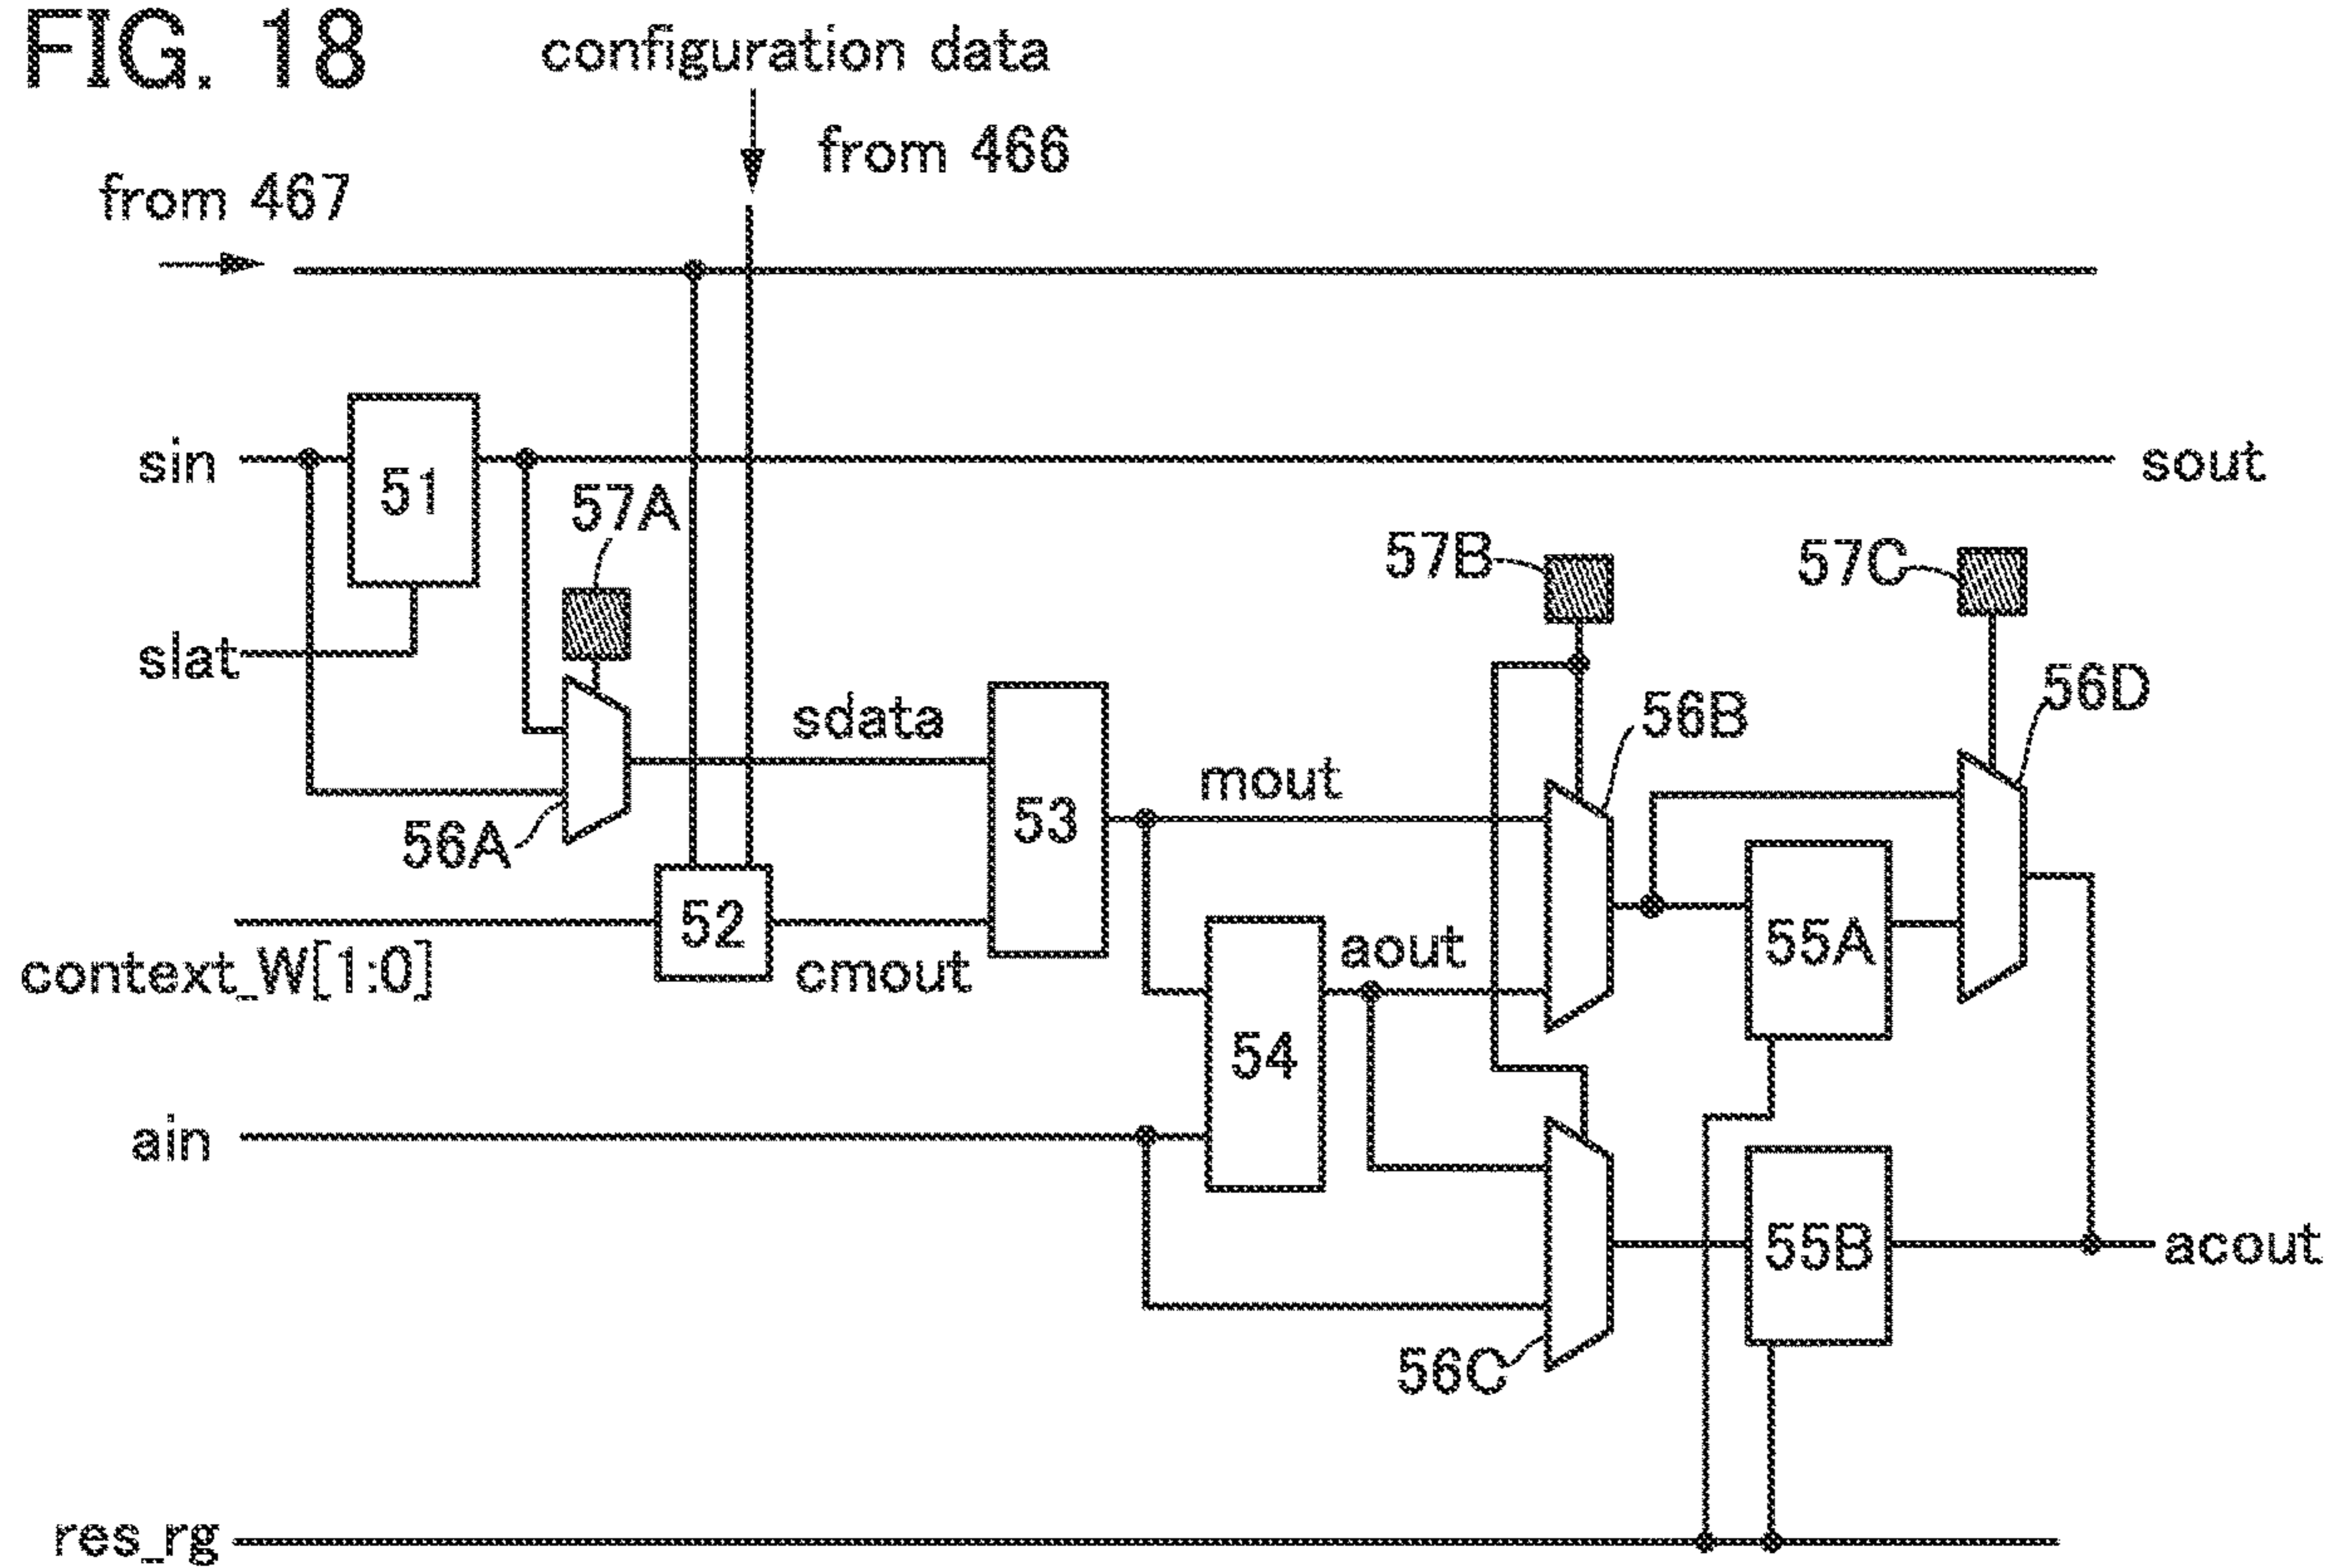 FIG. 18
configuration data
from 466
from 467
sin
51
sout
57A
57B
57C
slat
56D
sdata
56B
mout
53
56A
52
55A
context_W[1:0]
cmout
aout
54
ain
55B
acout
56C
res_rg